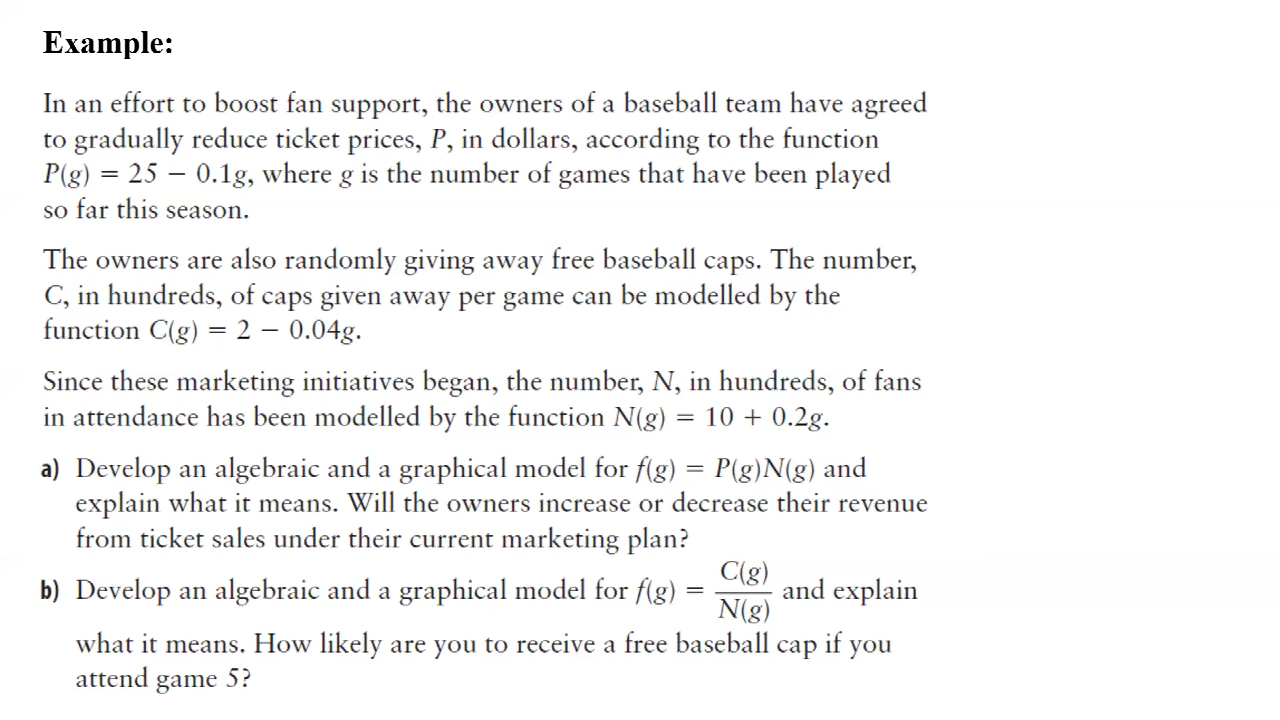 Example:
In an effort to boost fan support, the owners of a baseball team have agreed
to gradually reduce ticket prices, P, in dollars, according to the function
P(g) = 25 − 0.1g, where g is the number of games that have been played
so far this season.
The owners are also randomly giving away free baseball caps. The number,
C, in hundreds, of caps given away per game can be modelled by the
function C(g) = 2 − 0.04g.
Since these marketing initiatives began, the number, N, in hundreds, of fans
in attendance has been modelled by the function N(g) = 10 + 0.2g.
a) Develop an algebraic and a graphical model for f(g) = P(g)N(g) and
explain what it means. Will the owners increase or decrease their revenue
from ticket sales under their current marketing plan?
b) Develop an algebraic and a graphical model for f(g) = C(g)/N(g) and explain
what it means. How likely are you to receive a free baseball cap if you
attend game 5?